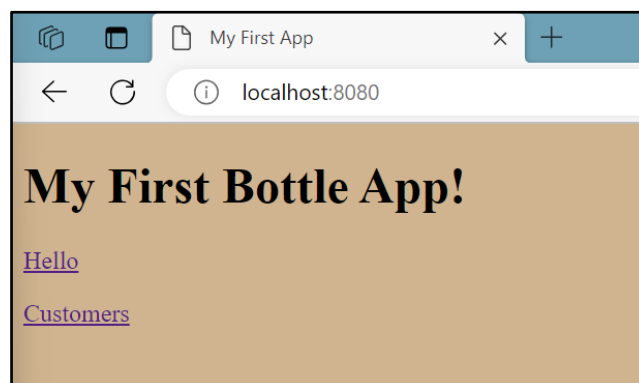 My First App
localhost:8080
My First Bottle App!
Hello
Customers